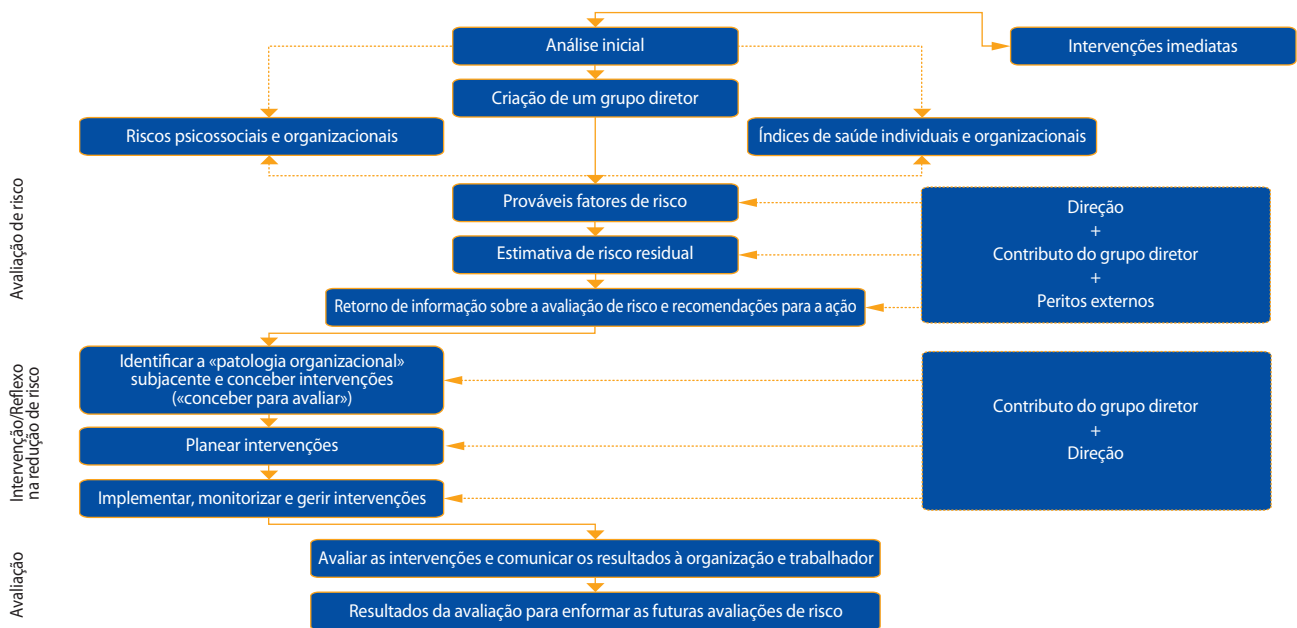 Análise inicial
Intervenções imediatas
Criação de um grupo diretor
Riscos psicossociais e organizacionais
Índices de saúde individuais e organizacionais
Avaliação de risco
Prováveis fatores de risco
Estimativa de risco residual
Retorno de informação sobre a avaliação de risco e recomendações para a ação
Direção
+
Contributo do grupo diretor
+
Peritos externos
Intervenção/Reflexo
na redução de risco
Identificar a «patologia organizacional»
subjacente e conceber intervenções
(«conceber para avaliar»)
Planear intervenções
Implementar, monitorizar e gerir intervenções
Contributo do grupo diretor
+
Direção
Avaliação
Avaliar as intervenções e comunicar os resultados à organização e trabalhador
Resultados da avaliação para enformar as futuras avaliações de risco